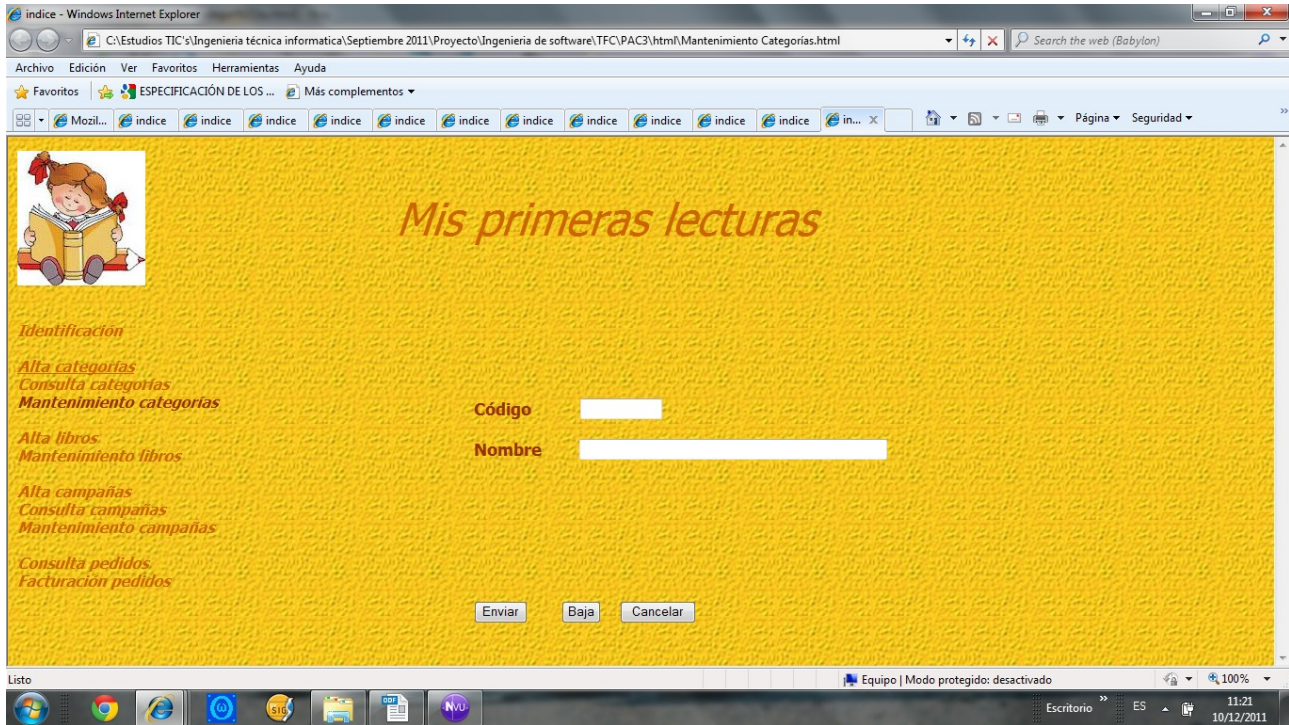 indice - Windows Internet Explorer
C:\Estudios TIC's\Ingenieria técnica informatica\Septiembre 2011\Proyecto\Ingenieria de software\TFC\PAC3\html\Mantenimiento Categorías.html
Search the web (Babylon)
Archivo Edición Ver Favoritos Herramientas Ayuda
Favoritos ESPECIFICACIÓN DE LOS ... Más complementos
Mozil... indice indice indice indice indice indice indice indice indice indice indice in... Página Seguridad
Mis primeras lecturas
Identificación
Alta categorías
Consulta categorías
Mantenimiento categorías
Alta libros
Mantenimiento libros
Alta campañas
Consulta campañas
Mantenimiento campañas
Consulta pedidos
Facturación pedidos
Código
Nombre
Enviar Baja Cancelar
Listo Equipo | Modo protegido: desactivado 100%
SIG ODF NVU Escritorio ES 11:21
10/12/2011